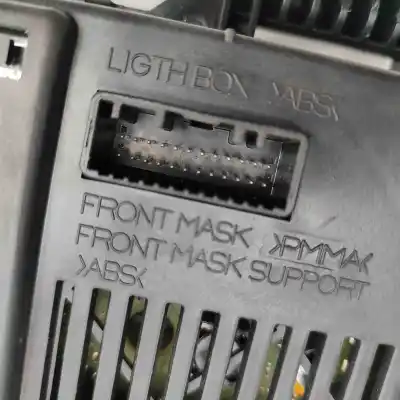 LIGTH BOX >ABS<
FRONT MASK >PMMA<
FRONT MASK SUPPORT
>ABS<